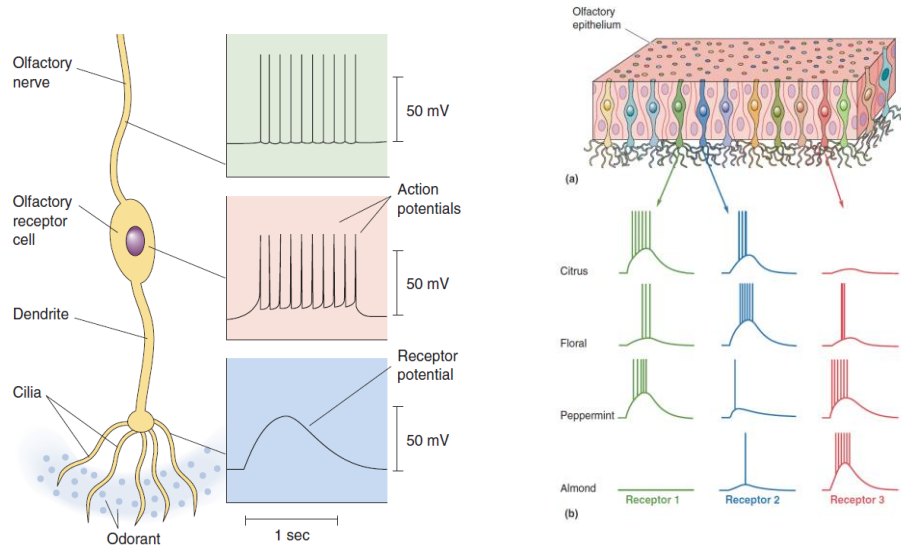 Olfactory
nerve
50 mV
Olfactory
receptor
cell
Action
potentials
50 mV
Dendrite
Receptor
potential
Cilia
50 mV
Odorant
1 sec
Olfactory
epithelium
(a)
Citrus
Floral
Peppermint
Almond
Receptor 1
Receptor 2
Receptor 3
(b)